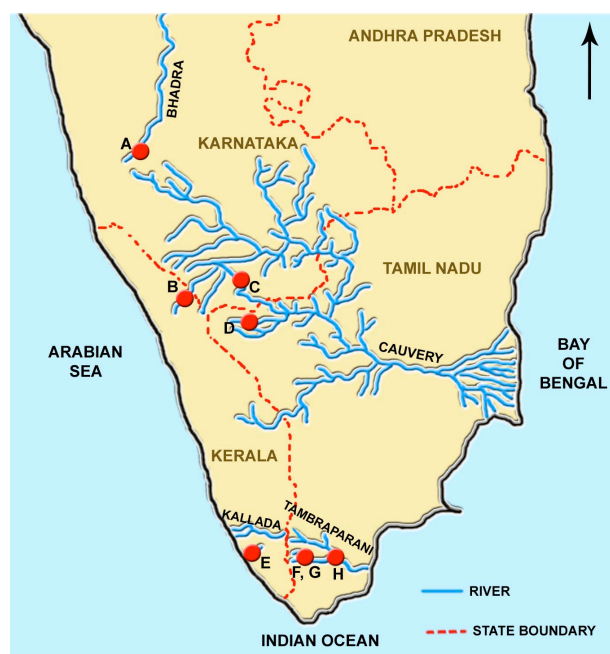 ANDHRA PRADESH
BHADRA
A
KARNATAKA
TAMIL NADU
B
C
D
CAUVERY
ARABIAN
SEA
BAY
OF
BENGAL
KERALA
KALLADA
TAMBRAPARANI
E
F, G
H
RIVER
STATE BOUNDARY
INDIAN OCEAN